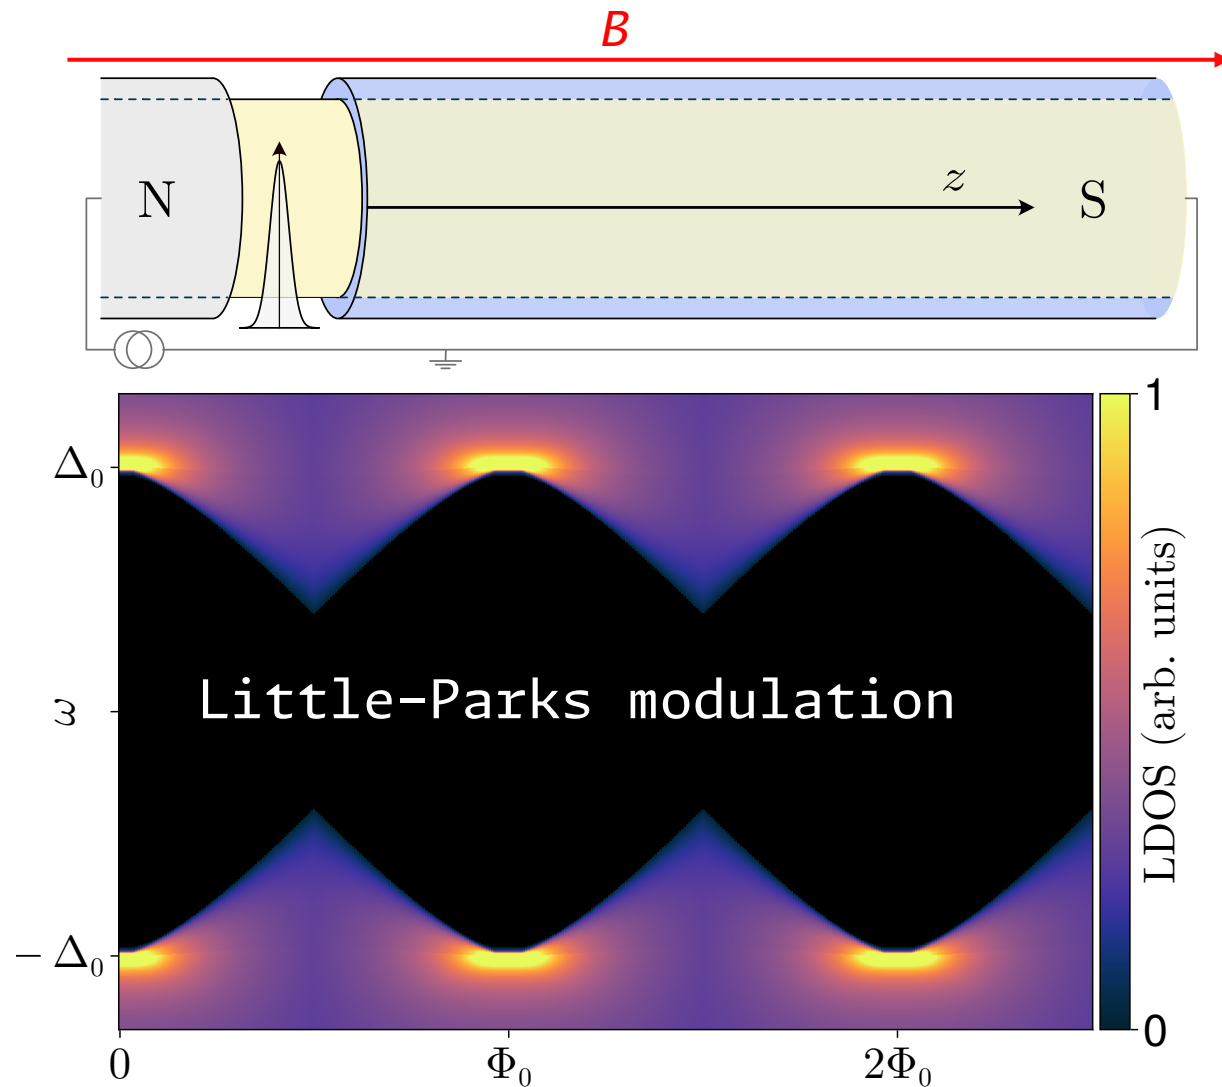 B
N
z
S
1
Δ₀
ω
Little-Parks modulation
LDOS (arb. units)
− Δ₀
0
0
Φ₀
2Φ₀